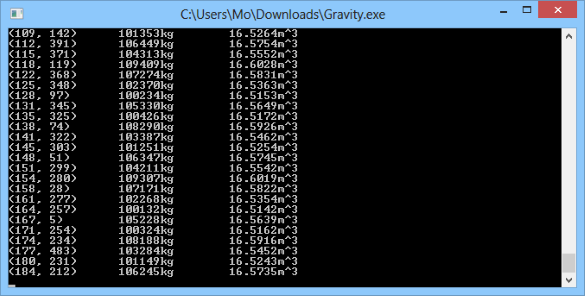 C:\Users\Mo\Downloads\Gravity.exe
(109, 142) 101353kg 16.5264m^3
(112, 391) 106449kg 16.5754m^3
(115, 371) 104313kg 16.5552m^3
(118, 119) 109409kg 16.6028m^3
(122, 368) 107274kg 16.5831m^3
(125, 348) 102370kg 16.5363m^3
(128, 97) 100234kg 16.5153m^3
(131, 345) 105330kg 16.5649m^3
(135, 325) 100426kg 16.5172m^3
(138, 74) 108290kg 16.5926m^3
(141, 322) 103387kg 16.5462m^3
(145, 303) 101251kg 16.5254m^3
(148, 51) 106347kg 16.5745m^3
(151, 299) 104211kg 16.5542m^3
(154, 280) 109307kg 16.6019m^3
(158, 28) 107171kg 16.5822m^3
(161, 277) 102268kg 16.5354m^3
(164, 257) 100132kg 16.5142m^3
(167, 5) 105228kg 16.5639m^3
(171, 254) 100324kg 16.5162m^3
(174, 234) 108188kg 16.5916m^3
(177, 483) 103284kg 16.5452m^3
(180, 231) 101149kg 16.5243m^3
(184, 212) 106245kg 16.5735m^3